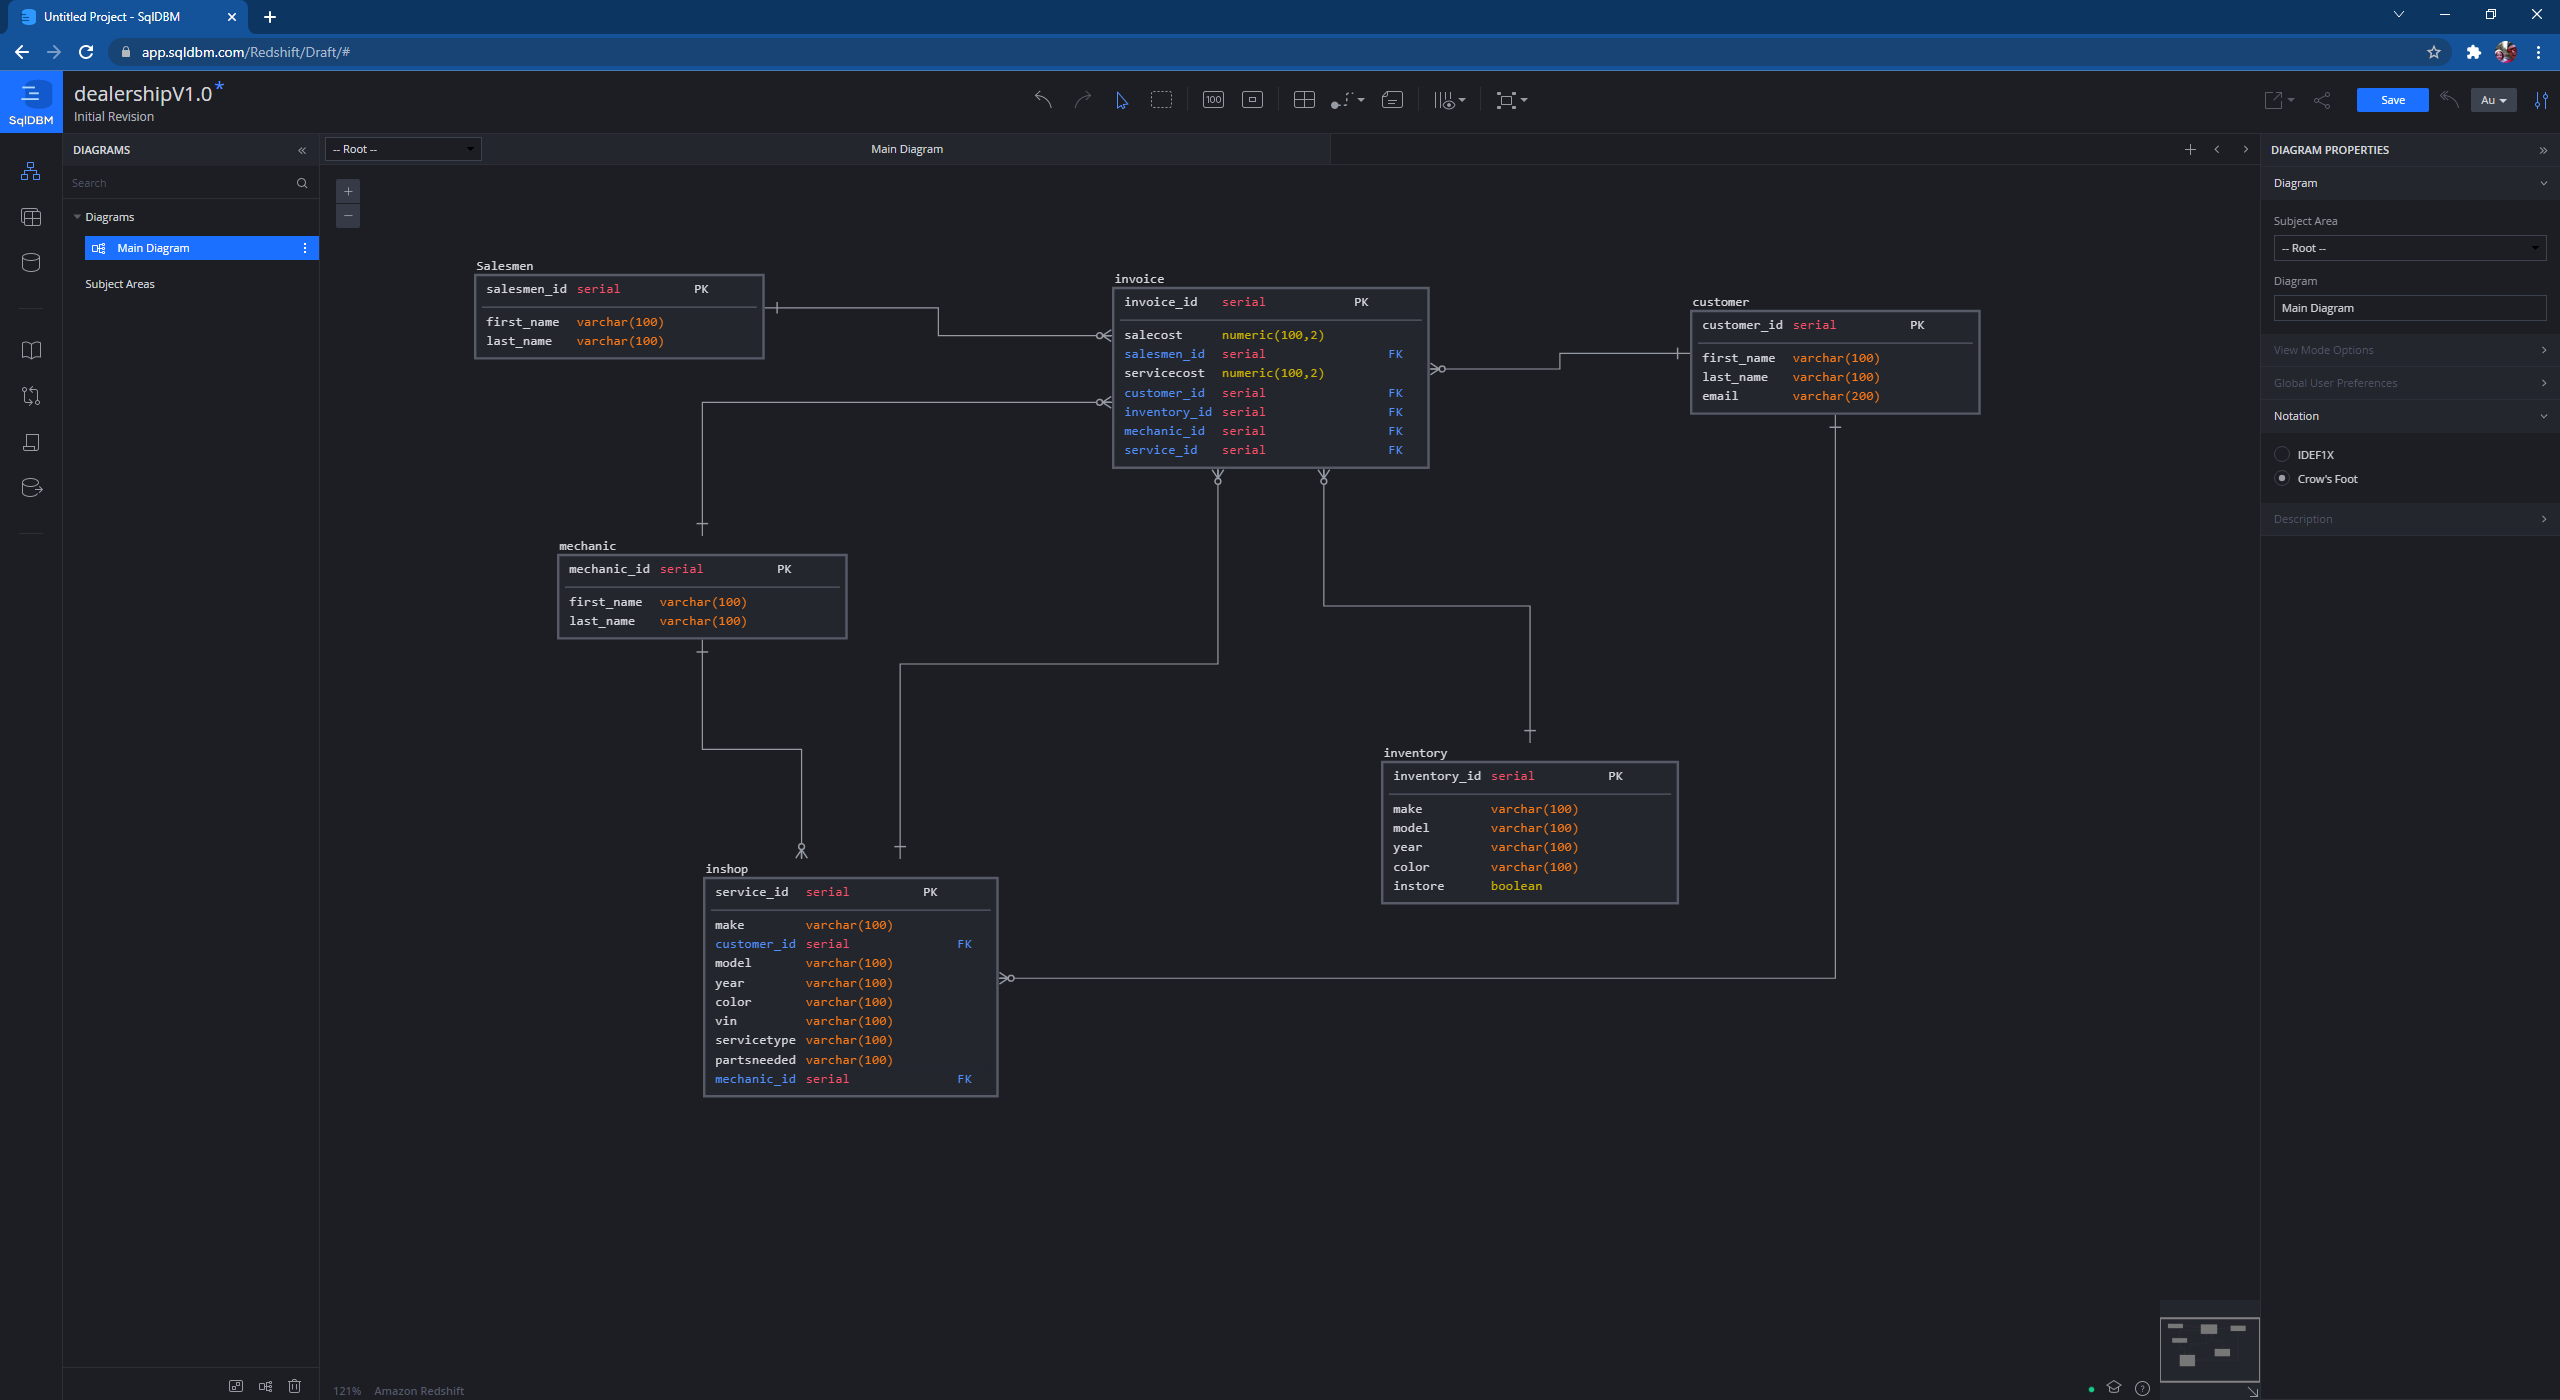 Untitled Project - SqlDBM
app.sqldbm.com/Redshift/Draft/#
SqlDBM
dealershipV1.0*
Initial Revision
100
Save
Au
DIAGRAMS
Search
Diagrams
Main Diagram
Subject Areas
-- Root --
Main Diagram
+
−
Salesmen
salesmen_id serial PK
first_name varchar(100)
last_name varchar(100)
invoice
invoice_id serial PK
salecost numeric(100,2)
salesmen_id serial FK
servicecost numeric(100,2)
customer_id serial FK
inventory_id serial FK
mechanic_id serial FK
service_id serial FK
customer
customer_id serial PK
first_name varchar(100)
last_name varchar(100)
email varchar(200)
mechanic
mechanic_id serial PK
first_name varchar(100)
last_name varchar(100)
inventory
inventory_id serial PK
make varchar(100)
model varchar(100)
year varchar(100)
color varchar(100)
instore boolean
inshop
service_id serial PK
make varchar(100)
customer_id serial FK
model varchar(100)
year varchar(100)
color varchar(100)
vin varchar(100)
servicetype varchar(100)
partsneeded varchar(100)
mechanic_id serial FK
121% Amazon Redshift
DIAGRAM PROPERTIES
Diagram
Subject Area
-- Root --
Diagram
Main Diagram
View Mode Options
Global User Preferences
Notation
IDEF1X
Crow's Foot
Description